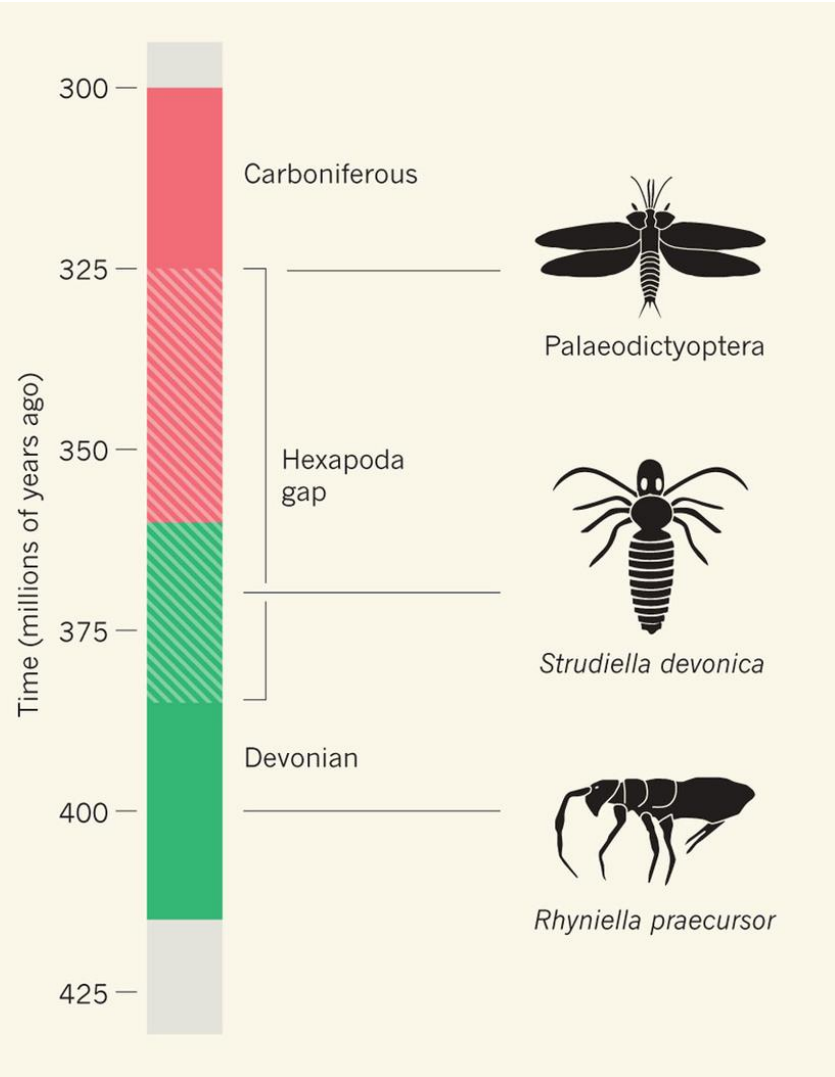 300
Carboniferous
325
Palaeodictyoptera
Time (millions of years ago)
350
Hexapoda
gap
375
Strudiella devonica
Devonian
400
Rhyniella praecursor
425